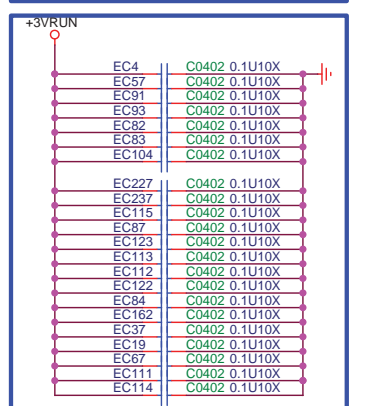 +3VRUN
EC4 C0402 0.1U10X
EC57 C0402 0.1U10X
EC91 C0402 0.1U10X
EC93 C0402 0.1U10X
EC82 C0402 0.1U10X
EC83 C0402 0.1U10X
EC104 C0402 0.1U10X
EC227 C0402 0.1U10X
EC237 C0402 0.1U10X
EC115 C0402 0.1U10X
EC87 C0402 0.1U10X
EC123 C0402 0.1U10X
EC113 C0402 0.1U10X
EC112 C0402 0.1U10X
EC122 C0402 0.1U10X
EC84 C0402 0.1U10X
EC162 C0402 0.1U10X
EC37 C0402 0.1U10X
EC19 C0402 0.1U10X
EC67 C0402 0.1U10X
EC111 C0402 0.1U10X
EC114 C0402 0.1U10X